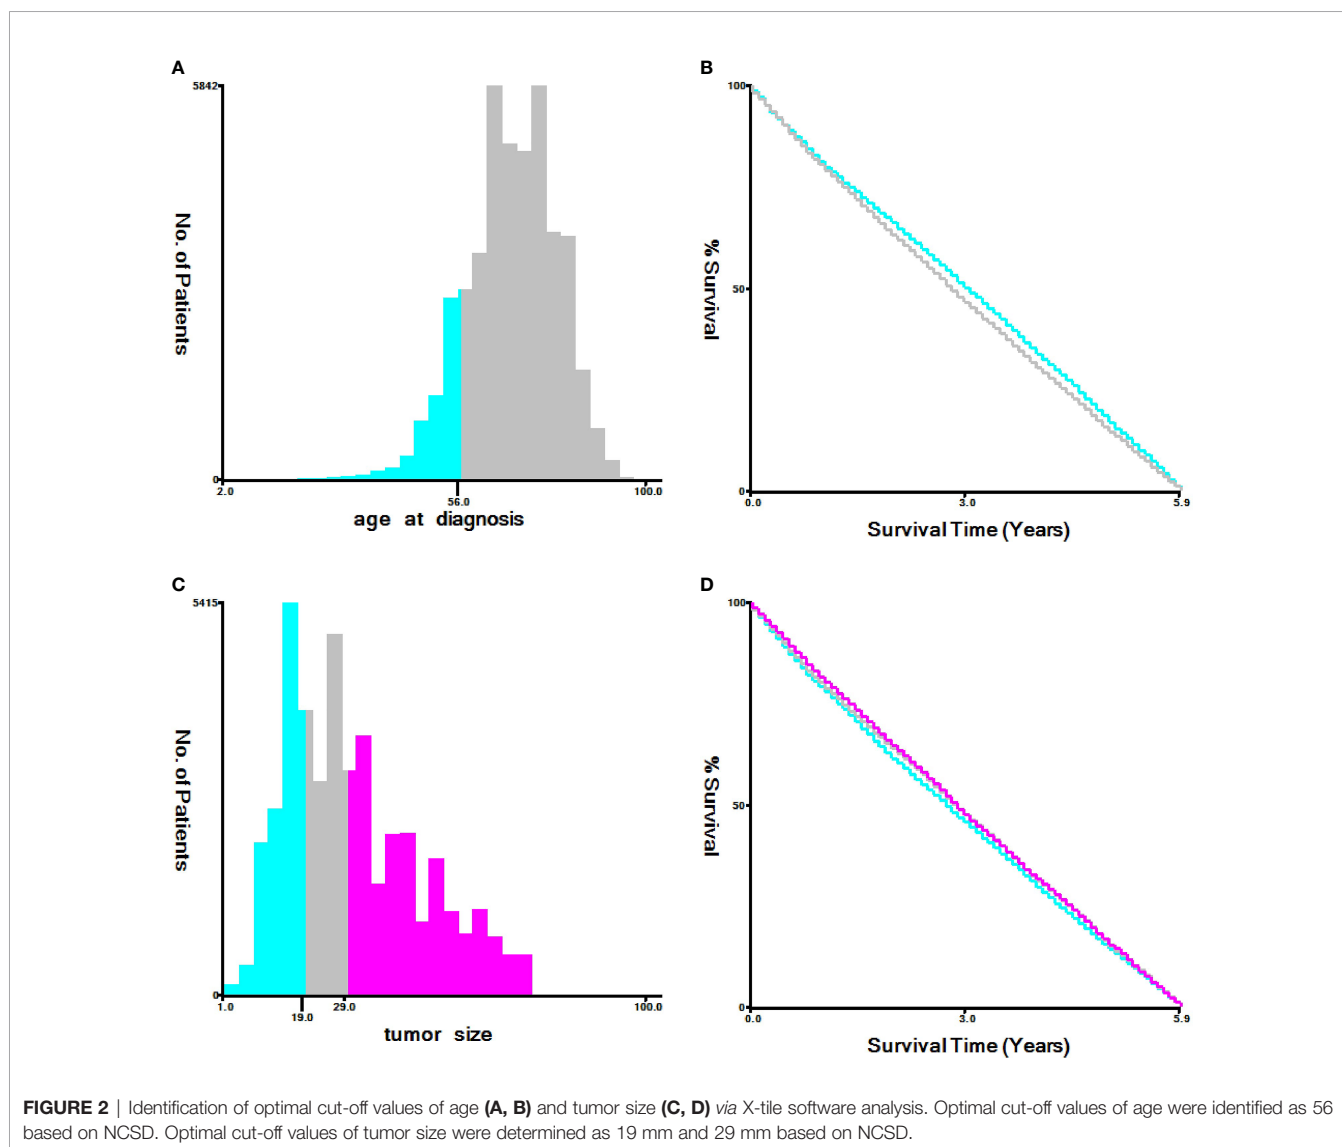 A
5842
0
2.0
56.0
100.0
No. of Patients
age at diagnosis
B
100
50
0
0.0
3.0
5.9
% Survival
Survival Time (Years)
C
5415
0
1.0
19.0
29.0
100.0
No. of Patients
tumor size
D
100
50
0
0.0
3.0
5.9
% Survival
Survival Time (Years)
FIGURE 2 | Identification of optimal cut-off values of age (A, B) and tumor size (C, D) via X-tile software analysis. Optimal cut-off values of age were identified as 56
based on NCSD. Optimal cut-off values of tumor size were determined as 19 mm and 29 mm based on NCSD.